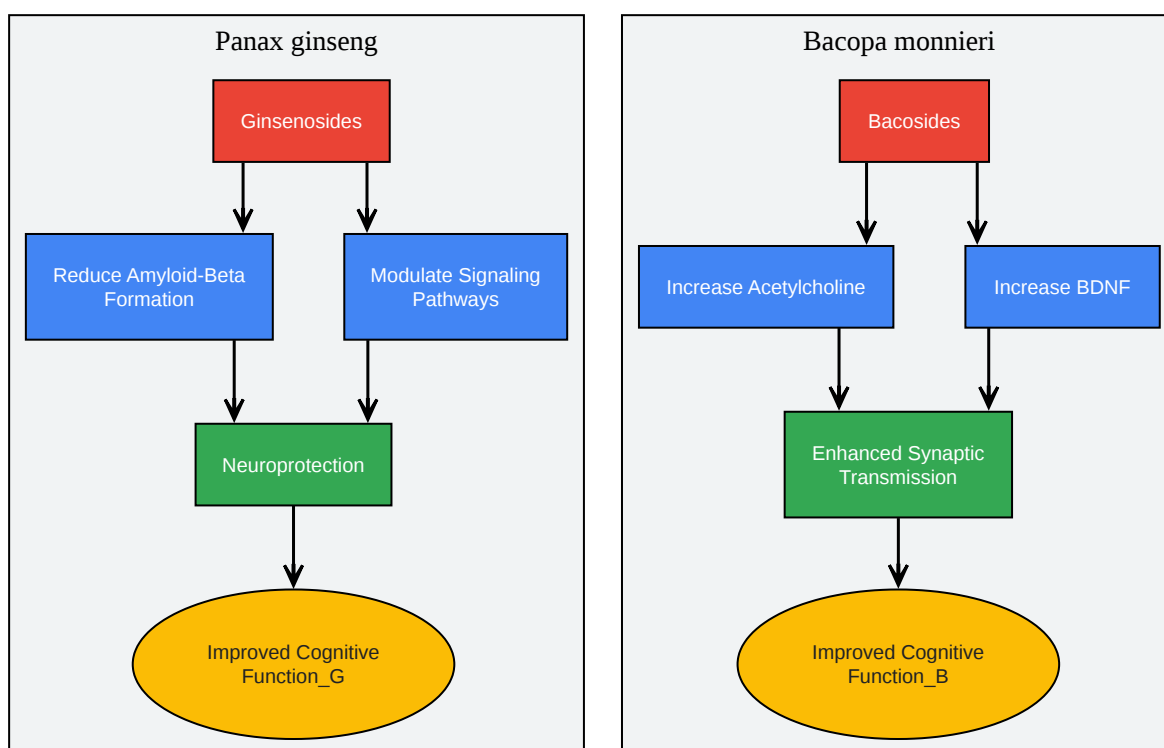 Panax ginseng
Ginsenosides
Reduce Amyloid-Beta
Formation
Modulate Signaling
Pathways
Neuroprotection
Improved Cognitive
Function_G
Bacopa monnieri
Bacosides
Increase Acetylcholine
Increase BDNF
Enhanced Synaptic
Transmission
Improved Cognitive
Function_B